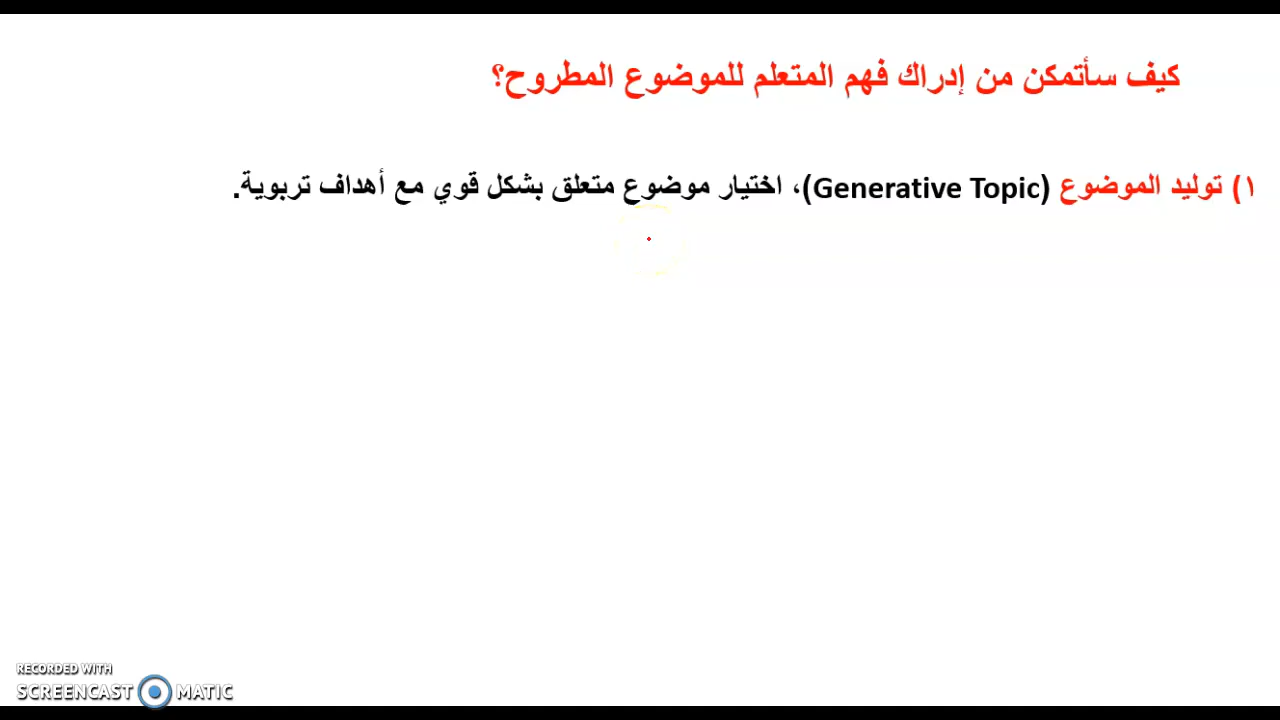 كيف سأتمكن من إدراك فهم المتعلم للموضوع المطروح؟
١) توليد الموضوع (Generative Topic)، اختيار موضوع متعلق بشكل قوي مع أهداف تربوية.
RECORDED WITH
SCREENCAST MATIC